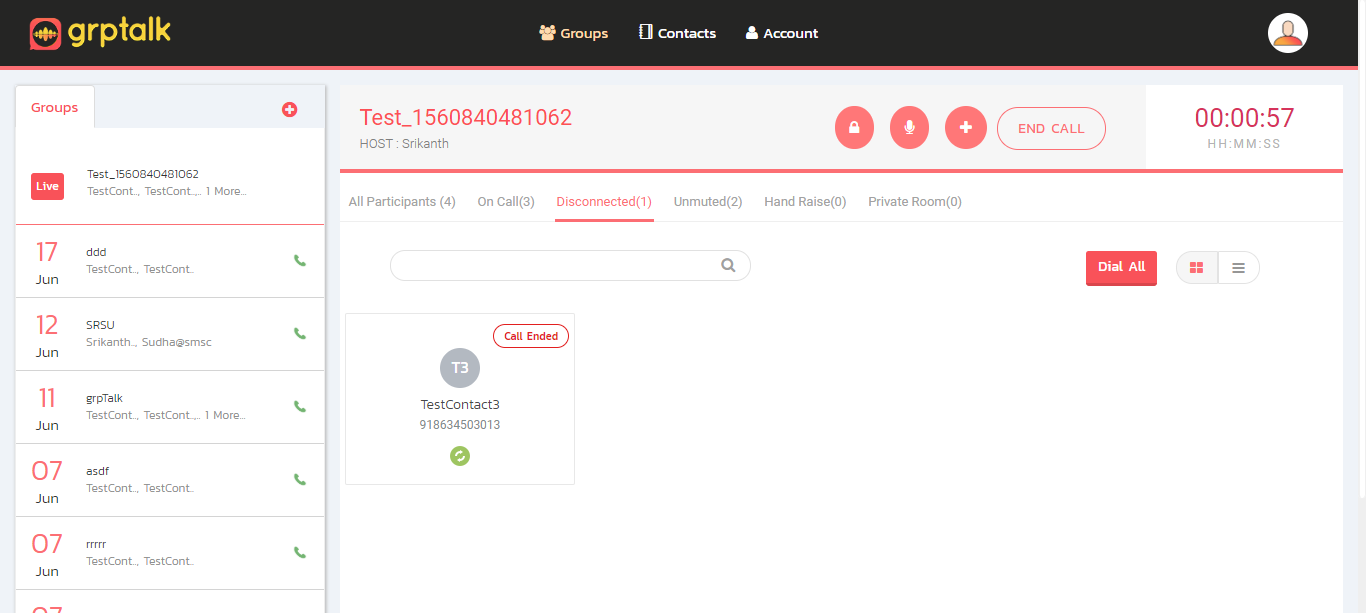 grptalk
Groups
Contacts
Account
Groups
Live
Test_1560840481062
TestCont.., TestCont..,.. 1 More...
17
Jun
ddd
TestCont.., TestCont..
12
Jun
SRSU
Srikanth.., Sudha@smsc
11
Jun
grpTalk
TestCont.., TestCont..,.. 1 More...
07
Jun
asdf
TestCont.., TestCont..
07
Jun
rrrrr
TestCont.., TestCont..
07
Test_1560840481062
HOST : Srikanth
END CALL
00:00:57
HH:MM:SS
All Participants (4)
On Call(3)
Disconnected(1)
Unmuted(2)
Hand Raise(0)
Private Room(0)
Dial All
Call Ended
T3
TestContact3
918634503013